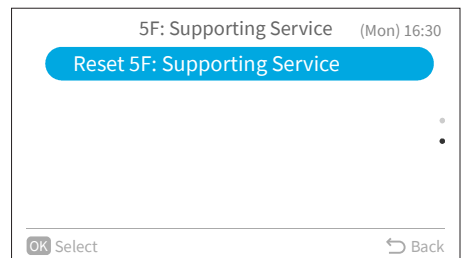 5F: Supporting Service (Mon) 16:30
Reset 5F: Supporting Service
OK Select Back